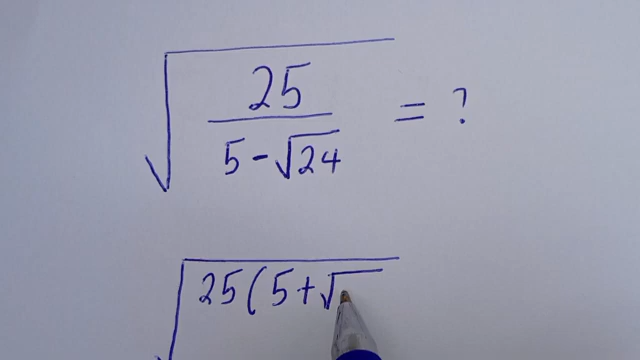 √(25/(5-√24)) = ?
√(25(5+√